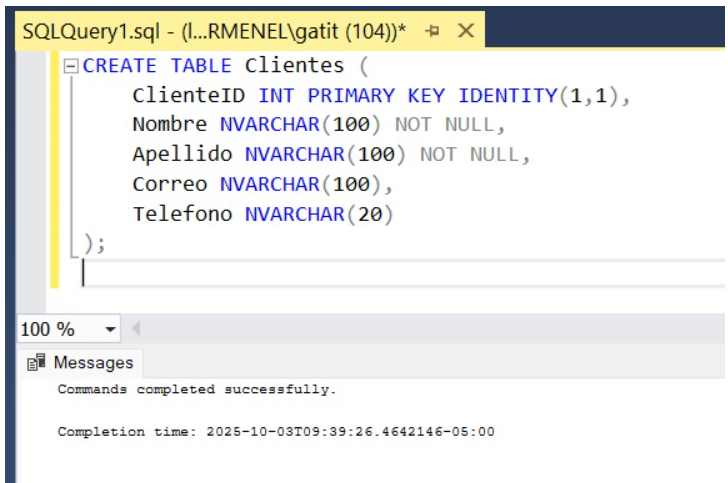 SQLQuery1.sql - (l...RMENEL\gatit (104))*
CREATE TABLE Clientes (
ClienteID INT PRIMARY KEY IDENTITY(1,1),
Nombre NVARCHAR(100) NOT NULL,
Apellido NVARCHAR(100) NOT NULL,
Correo NVARCHAR(100),
Telefono NVARCHAR(20)
);
100 %
Messages
Commands completed successfully.
Completion time: 2025-10-03T09:39:26.4642146-05:00